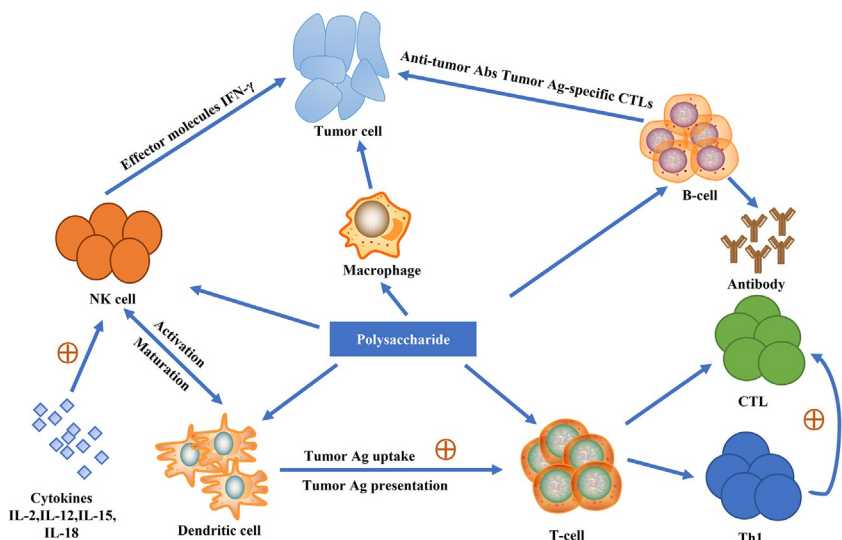 Anti-tumor Abs Tumor Ag-specific CTLs
Effector molecules IFN-γ
Tumor cell
B-cell
Macrophage
NK cell
Antibody
Activation
Maturation
Polysaccharide
CTL
Tumor Ag uptake
Tumor Ag presentation
Cytokines
IL-2,IL-12,IL-15,
IL-18
Dendritic cell
T-cell
Th1